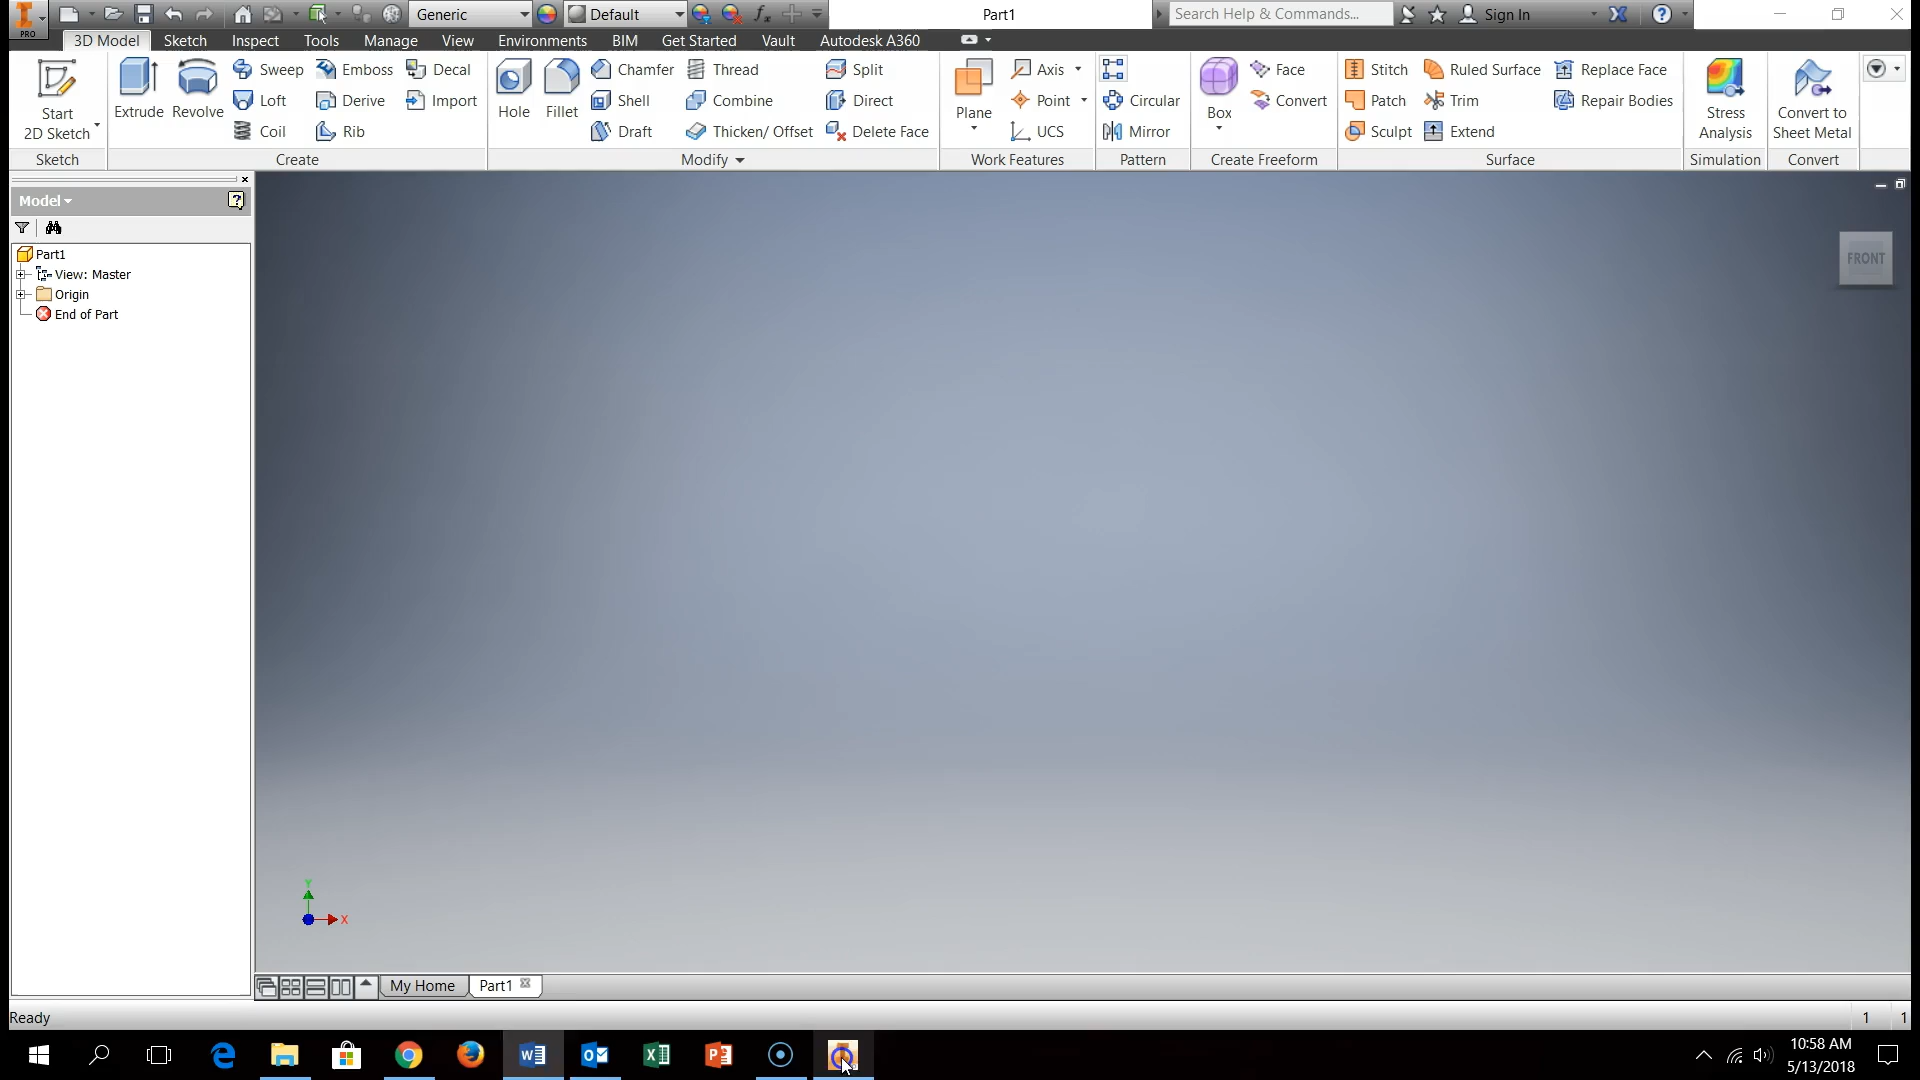 PRO
Generic
Default
Part1
Search Help & Commands...
Sign In
3D Model Sketch Inspect Tools Manage View Environments BIM Get Started Vault Autodesk A360
Start
2D Sketch
Extrude
Revolve
Sweep
Loft
Coil
Emboss
Derive
Rib
Decal
Import
Hole
Fillet
Chamfer
Shell
Draft
Thread
Combine
Thicken/ Offset
Split
Direct
Delete Face
Plane
Axis
Point
UCS
Circular
Mirror
Box
Face
Convert
Stitch
Patch
Sculpt
Ruled Surface
Trim
Extend
Replace Face
Repair Bodies
Stress
Analysis
Convert to
Sheet Metal
Sketch Create Modify Work Features Pattern Create Freeform Surface Simulation Convert
Model
Part1
View: Master
Origin
End of Part
FRONT
Y
X
My Home Part1
Ready
1 1
10:58 AM
5/13/2018